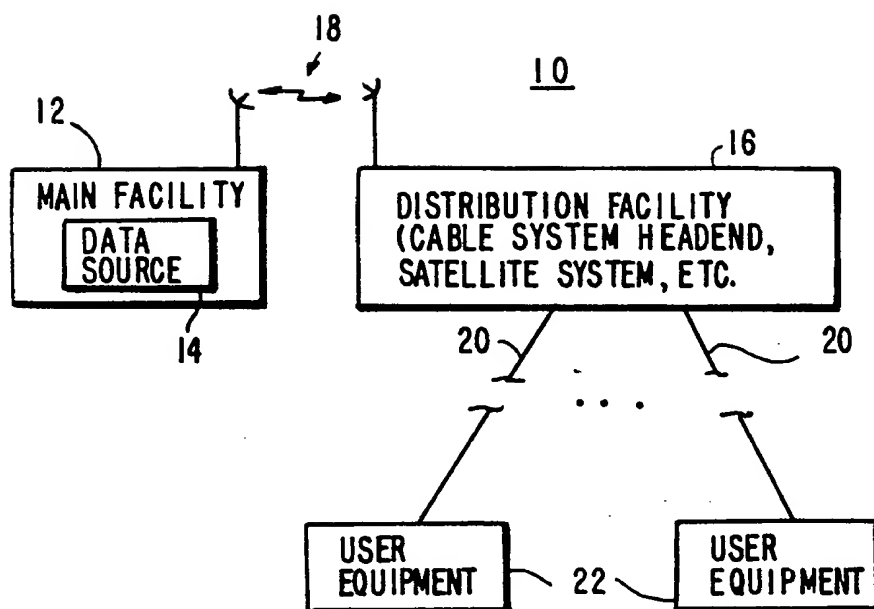 18
10
12
16
MAIN FACILITY
DATA
SOURCE
14
DISTRIBUTION FACILITY
(CABLE SYSTEM HEADEND,
SATELLITE SYSTEM, ETC.
20
20
USER
EQUIPMENT
22
USER
EQUIPMENT